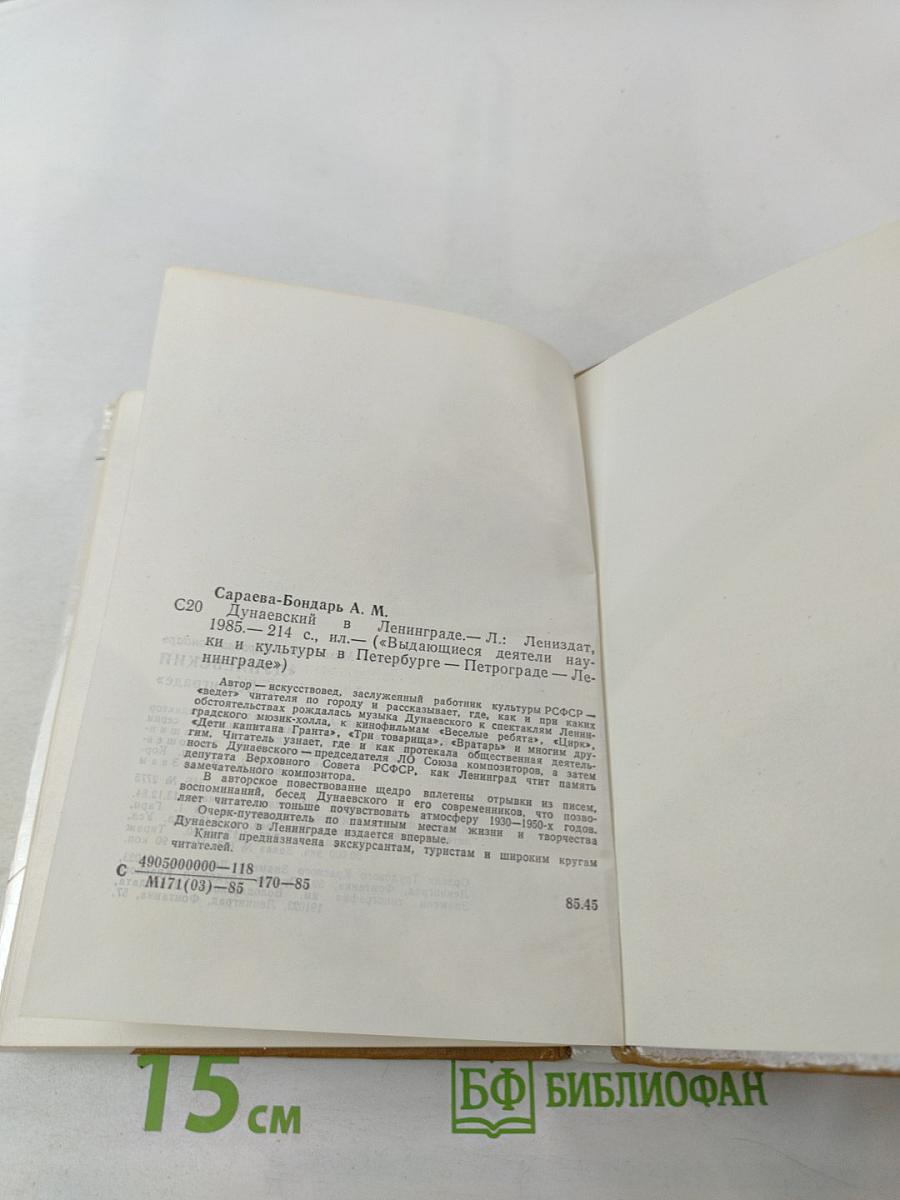 Сараева-Бондарь А. М.
С20 Дунаевский в Ленинграде.— Л.: Лениздат,
1985.— 214 с., ил.— («Выдающиеся деятели нау-
ки и культуры в Петербурге — Петрограде — Ле-
нинграде»)
Автор — искусствовед, заслуженный работник культуры РСФСР —
«ведет» читателя по городу и рассказывает, где, как и при каких
обстоятельствах рождалась музыка Дунаевского к спектаклям Ленин-
градского мюзик-холла, к кинофильмам «Веселые ребята», «Цирк»,
«Дети капитана Гранта», «Три товарища», «Вратарь» и многим дру-
гим. Читатель узнает, где и как протекала общественная деятель-
ность Дунаевского — председателя ЛО Союза композиторов, а затем
депутата Верховного Совета РСФСР, как Ленинград чтит память
замечательного композитора.
В авторское повествование щедро вплетены отрывки из писем,
воспоминаний, бесед Дунаевского и его современников, что позво-
ляет читателю тоньше почувствовать атмосферу 1930—1950-х годов.
Очерк-путеводитель по памятным местам жизни и творчества
Дунаевского в Ленинграде издается впервые.
Книга предназначена экскурсантам, туристам и широким кругам
читателей.
С 4905000000—118
М171(03)—85 170—85
85.45
15 см
БФ БИБЛИОФАН